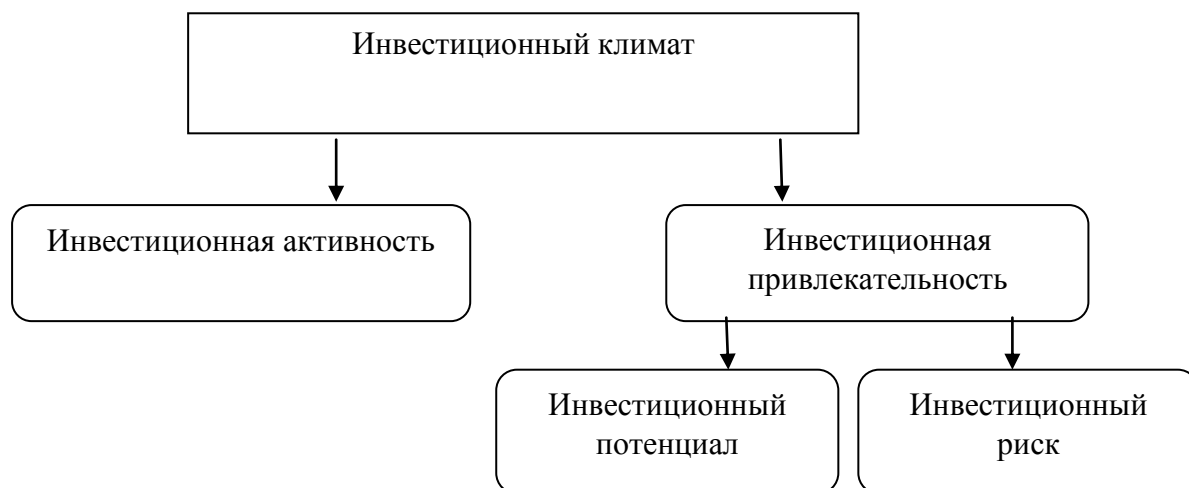 Инвестиционный климат
Инвестиционная активность
Инвестиционная
привлекательность
Инвестиционный
потенциал
Инвестиционный
риск